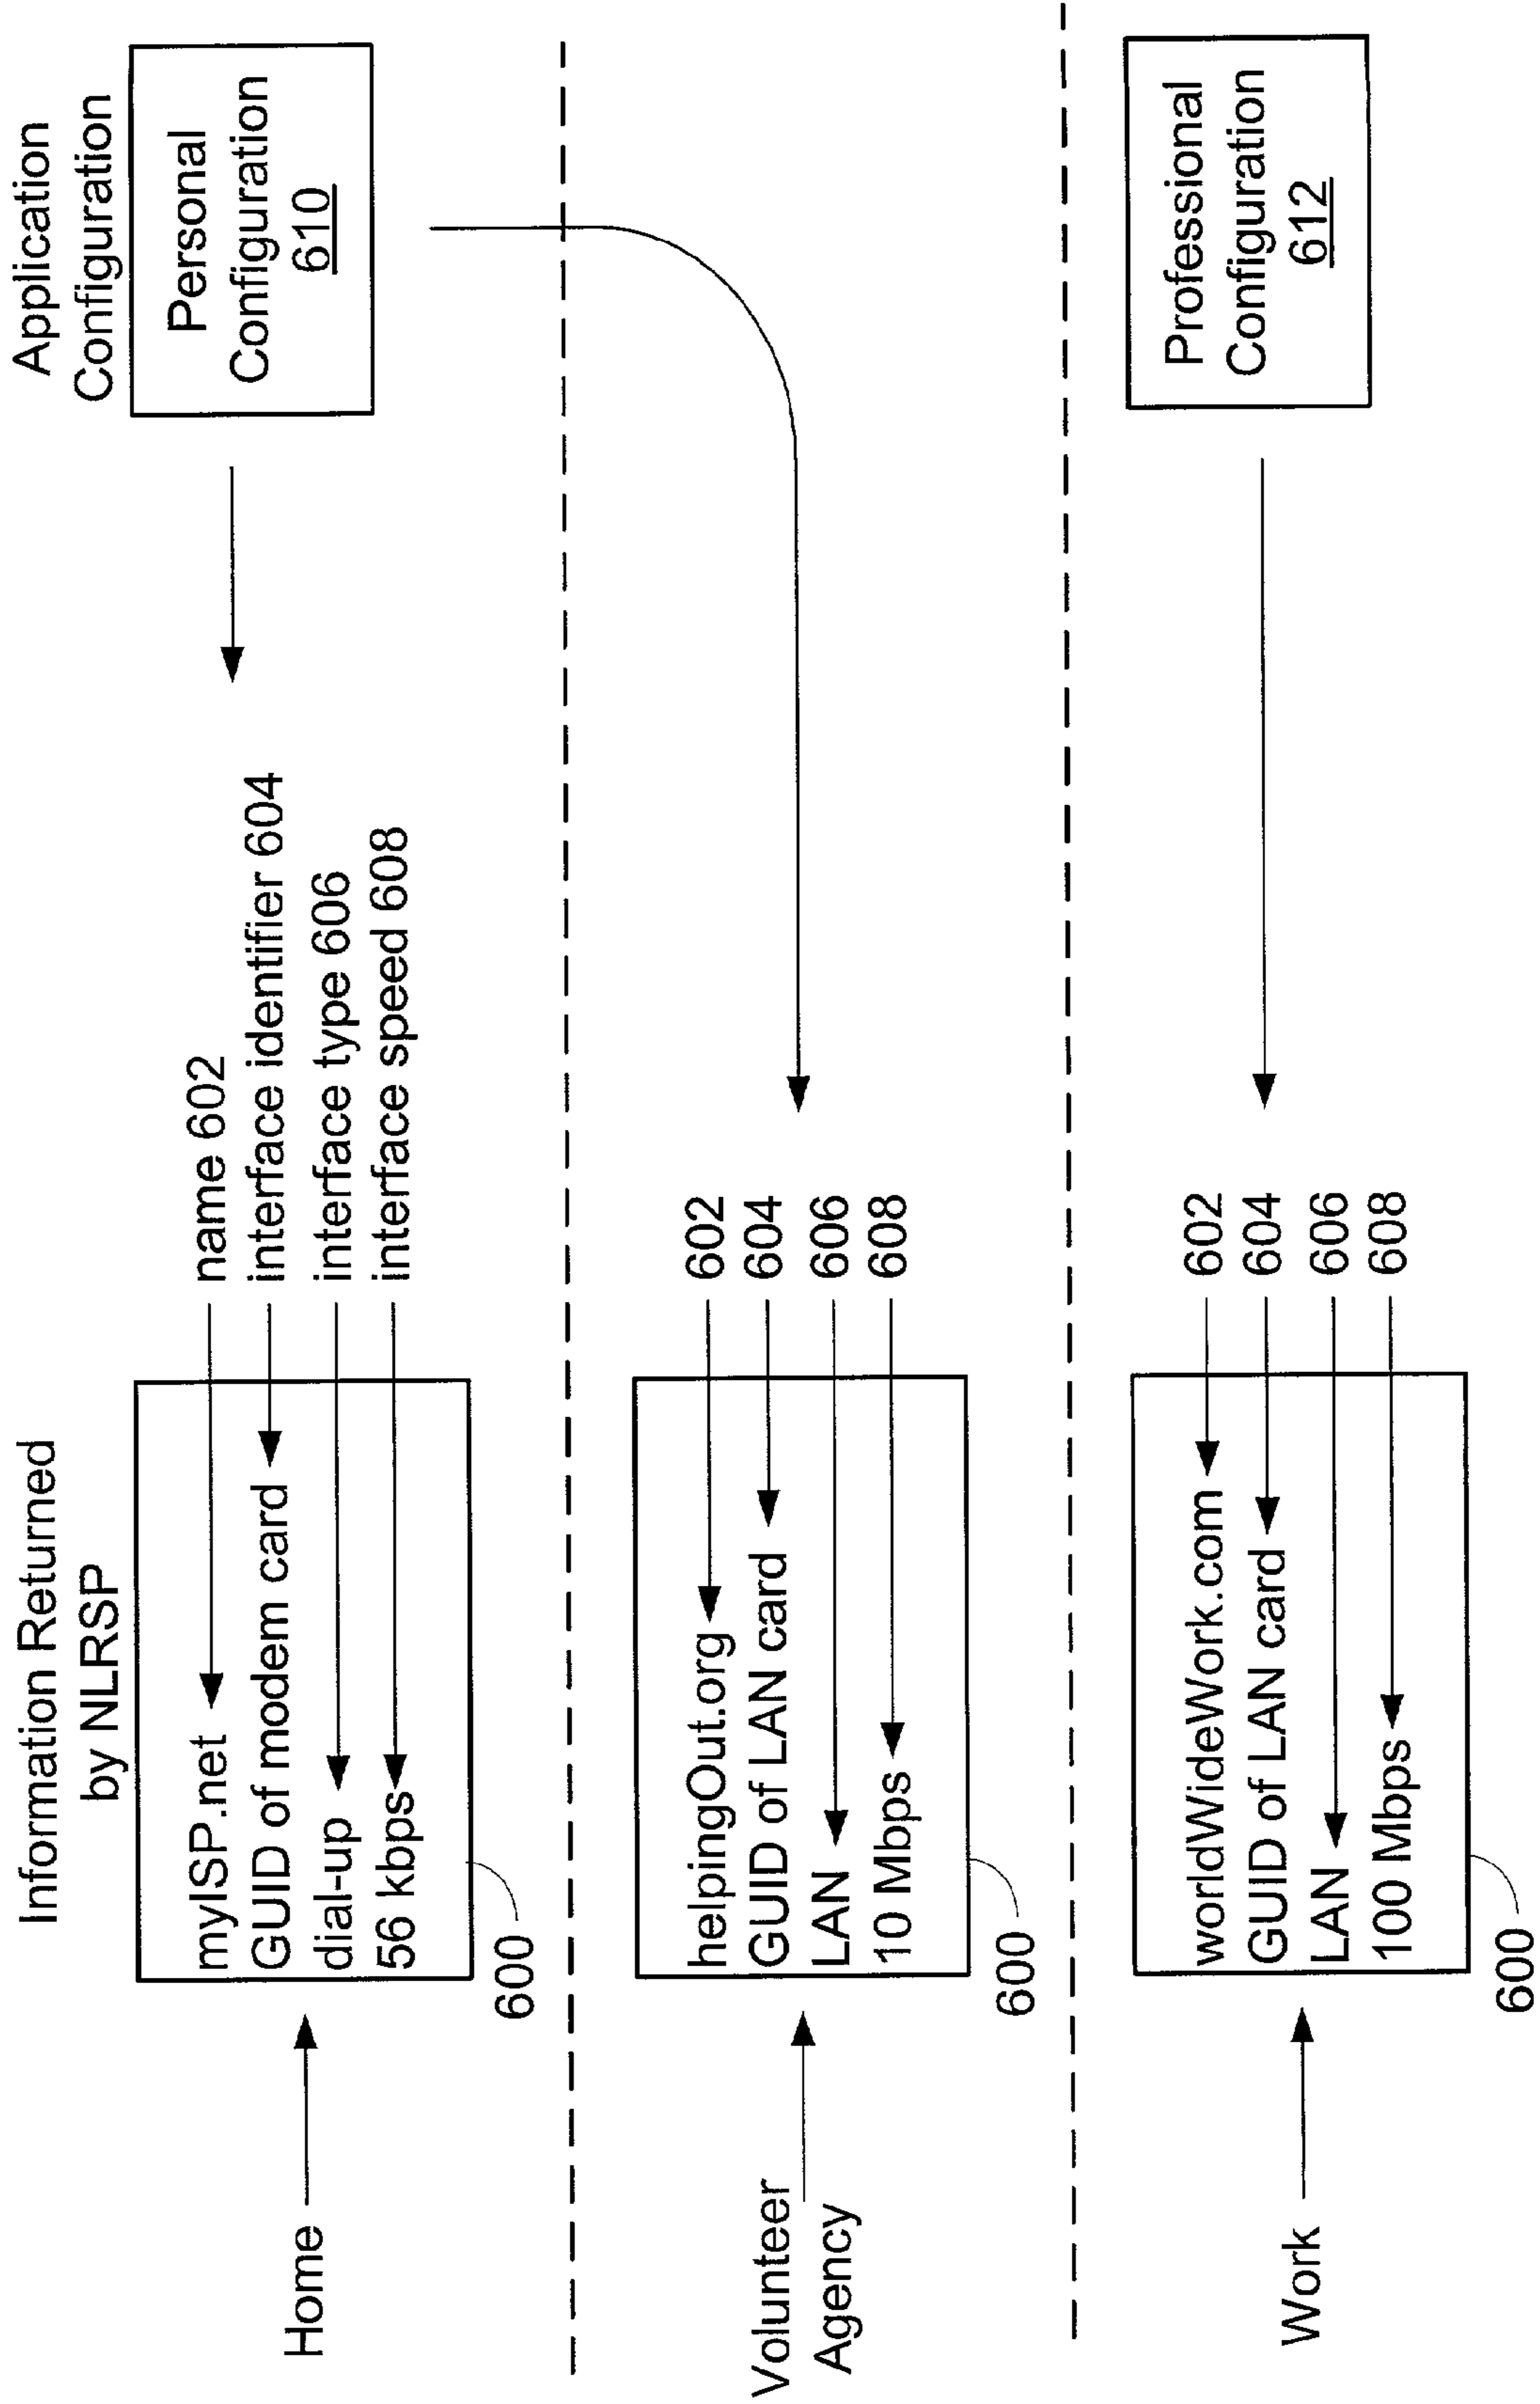 Information Returned
by NLRSP
Application
Configuration
Home
myISP.net
GUID of modem card
dial-up
56 kbps
600
name 602
interface identifier 604
interface type 606
interface speed 608
Personal
Configuration
610
Volunteer
Agency
helpingOut.org
GUID of LAN card
LAN
10 Mbps
600
602
604
606
608
Work
worldWideWork.com
GUID of LAN card
LAN
100 Mbps
600
602
604
606
608
Professional
Configuration
612